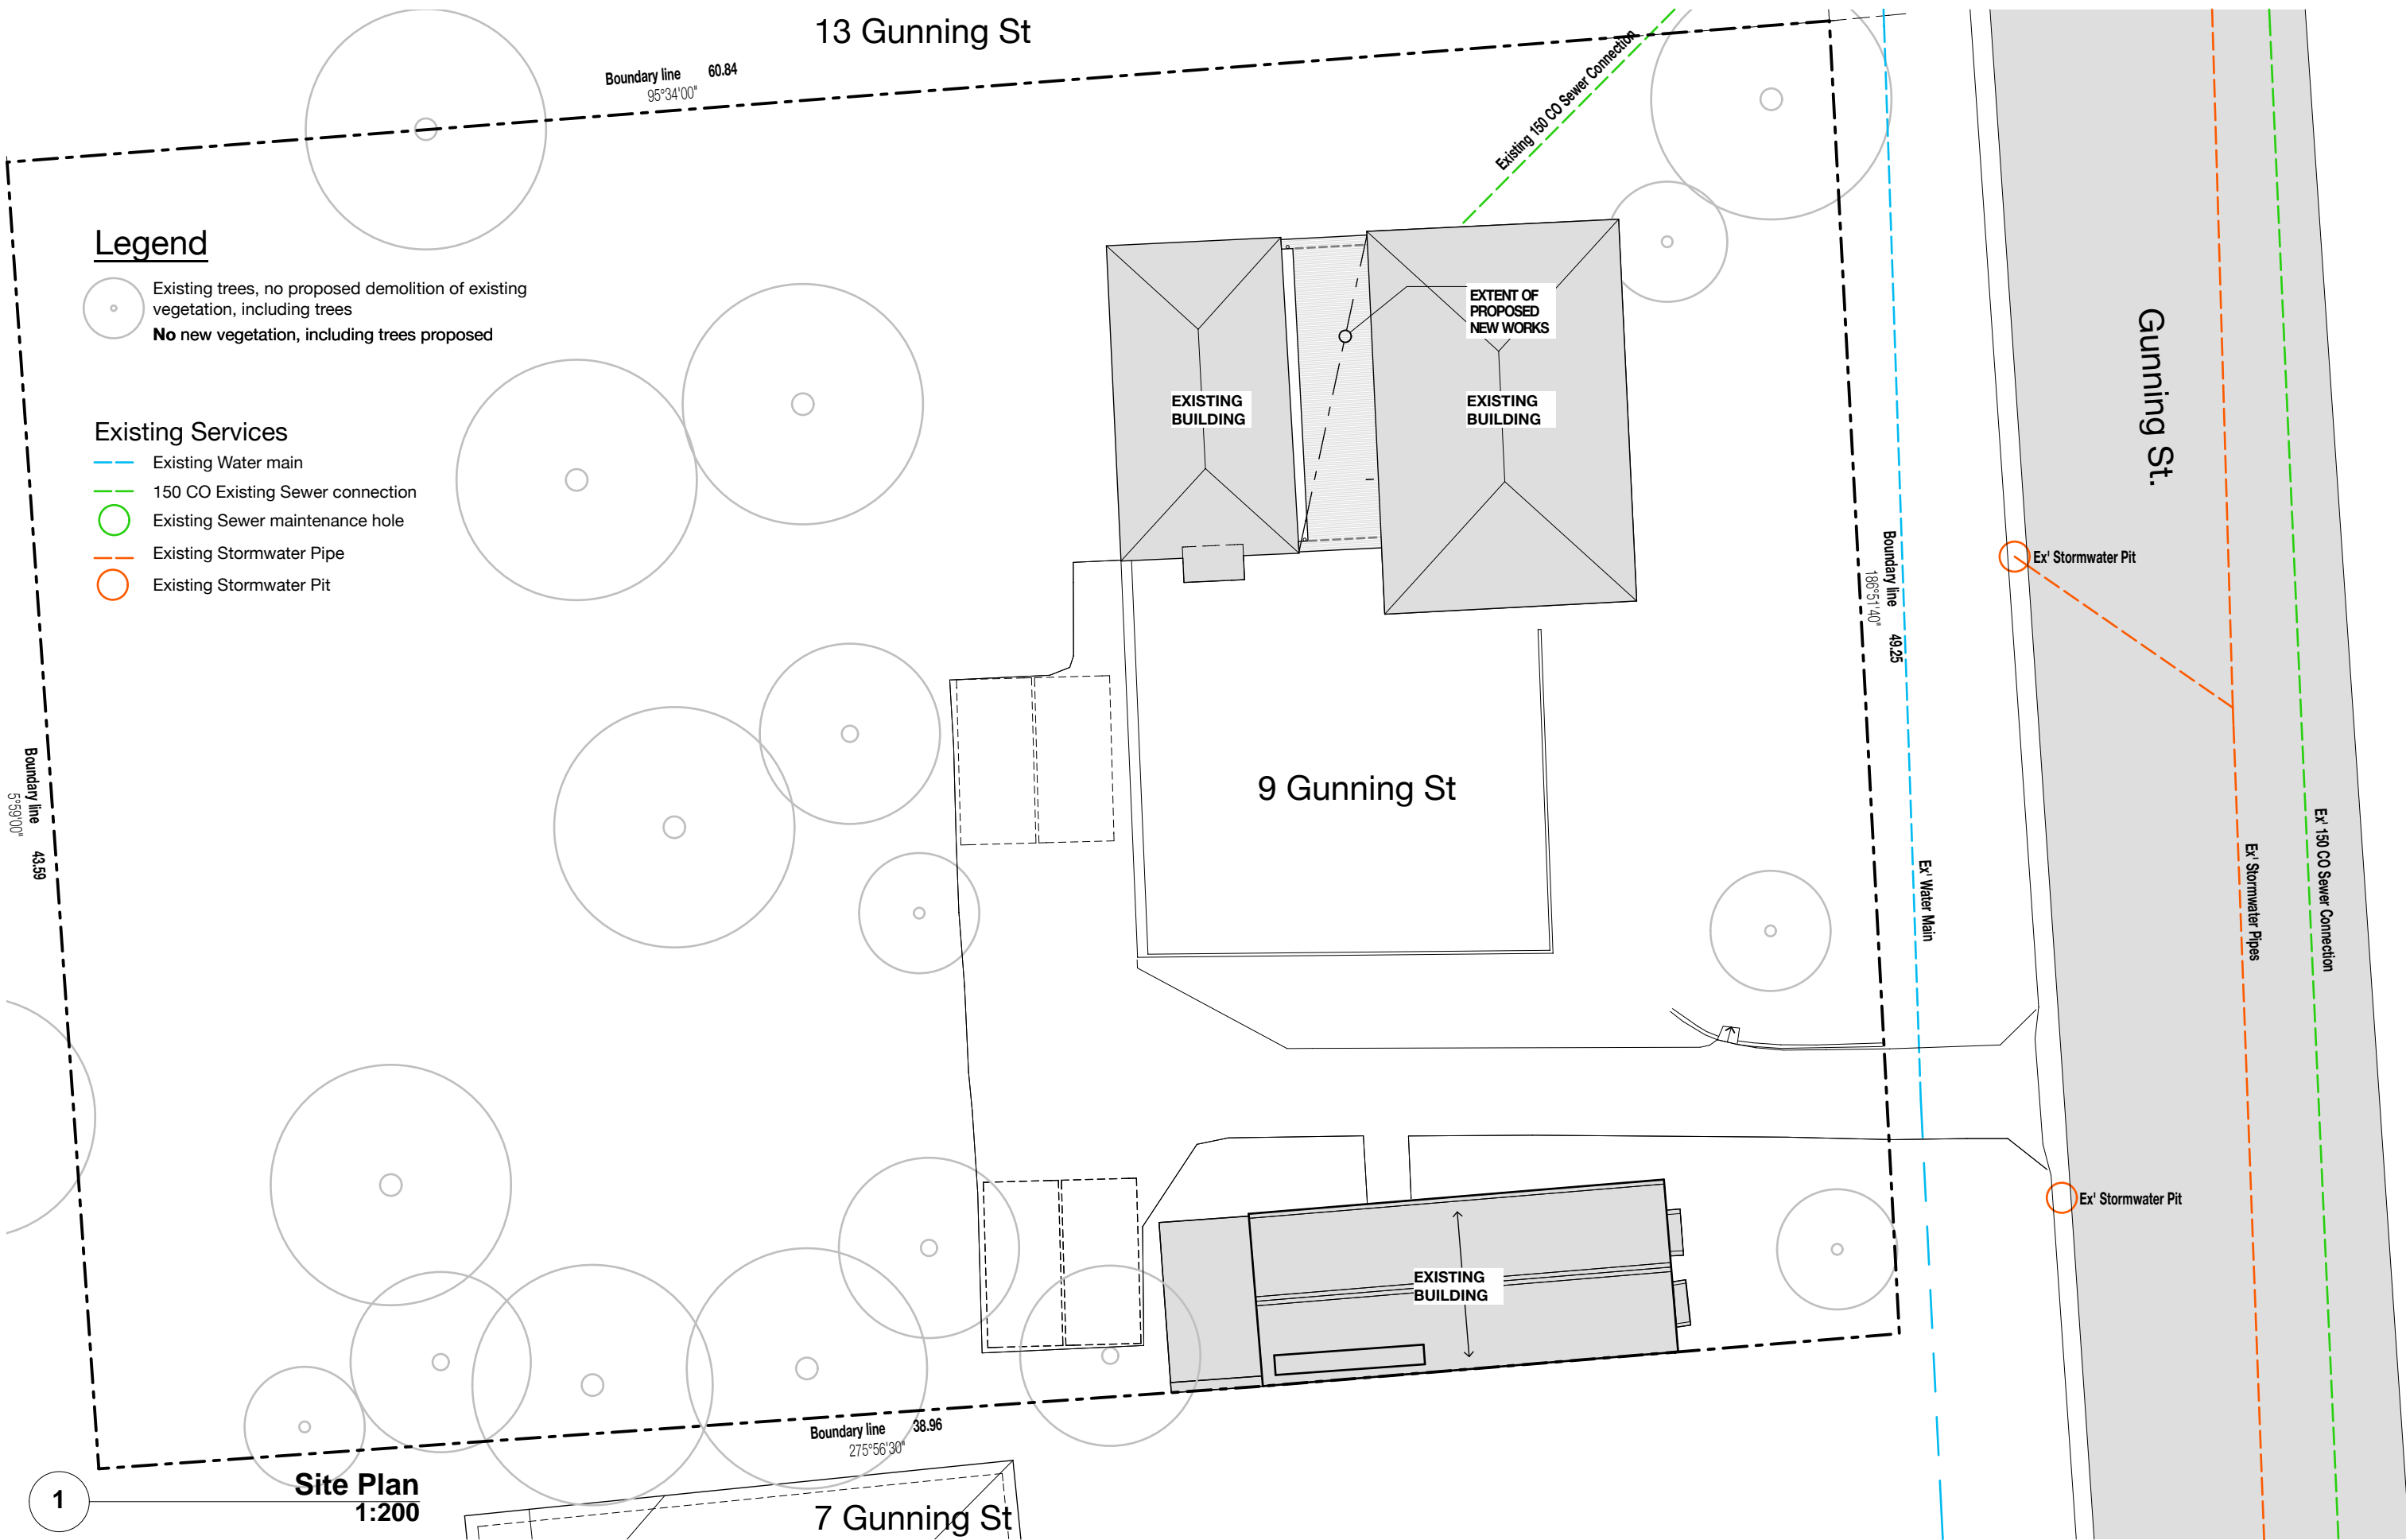 13 Gunning St
Boundary line 60.84
95°34'00"
Existing 150 CO Sewer Connection
Legend
Existing trees, no proposed demolition of existing
vegetation, including trees
No new vegetation, including trees proposed
Existing Services
Existing Water main
150 CO Existing Sewer connection
Existing Sewer maintenance hole
Existing Stormwater Pipe
Existing Stormwater Pit
EXTENT OF
PROPOSED
NEW WORKS
EXISTING
BUILDING
EXISTING
BUILDING
Gunning St.
Boundary line 49.25
186°51'40"
Ex' Stormwater Pit
Boundary line 43.59
5°59'00"
9 Gunning St
Ex' Water Main
Ex' Stormwater Pipes
Ex' 150 CO Sewer Connection
Ex' Stormwater Pit
EXISTING
BUILDING
Boundary line 38.96
275°56'30"
1
Site Plan
1:200
7 Gunning St